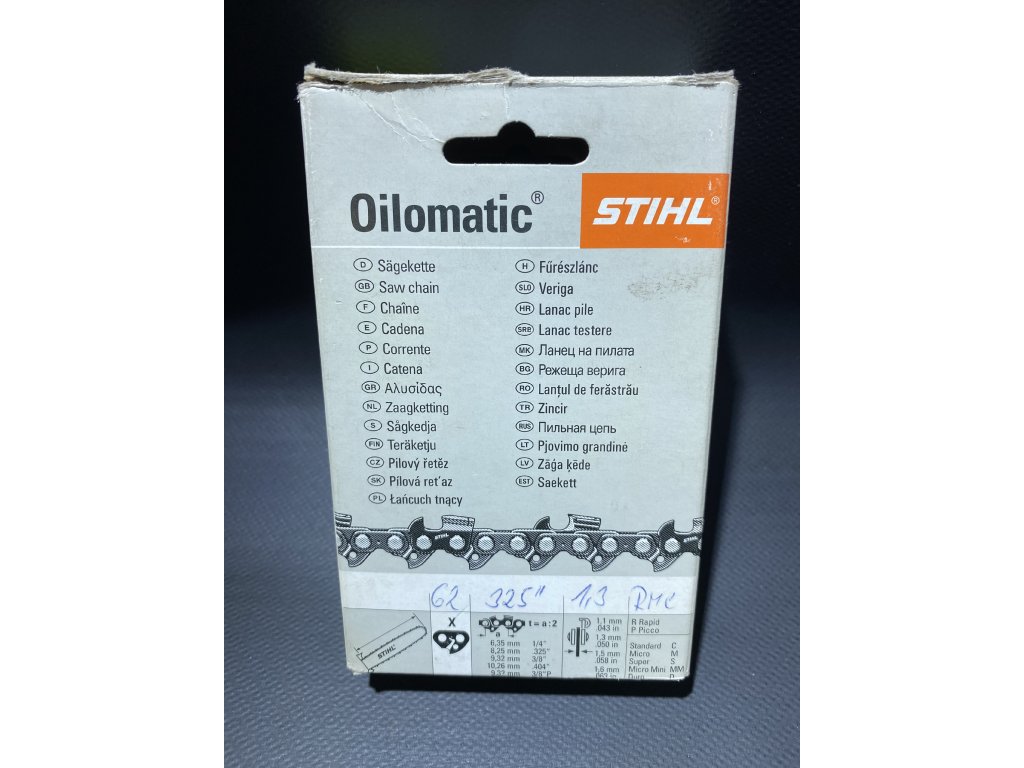 Oilomatic®
STIHL®
D Sägekette
GB Saw chain
F Chaîne
E Cadena
P Corrente
I Catena
GR Αλυσίδας
NL Zaagketting
S Sågkedja
FIN Teräketju
CZ Pilový řetěz
SK Pílová reťaz
PL Łańcuch tnący
H Fűrészlánc
SLO Veriga
HR Lanac pile
SRB Lanac testere
MK Ланец на пилата
BG Режеща верига
RO Lanțul de ferăstrău
TR Zincir
RUS Пильная цепь
LT Pjovimo grandinė
LV Zāģa ķēde
EST Saekett
STIHL
62 325" 1,3 RMC
STIHL
X
t = a : 2
a
6,35 mm 1/4"
8,25 mm .325"
9,32 mm 3/8"
10,26 mm .404"
9,32 mm 3/8"P
1,1 mm
.043 in
1,3 mm
.050 in
1,5 mm
.058 in
1,6 mm
.063 in
R Rapid
P Picco
Standard C
Micro M
Super S
Micro Mini MM
Duro D